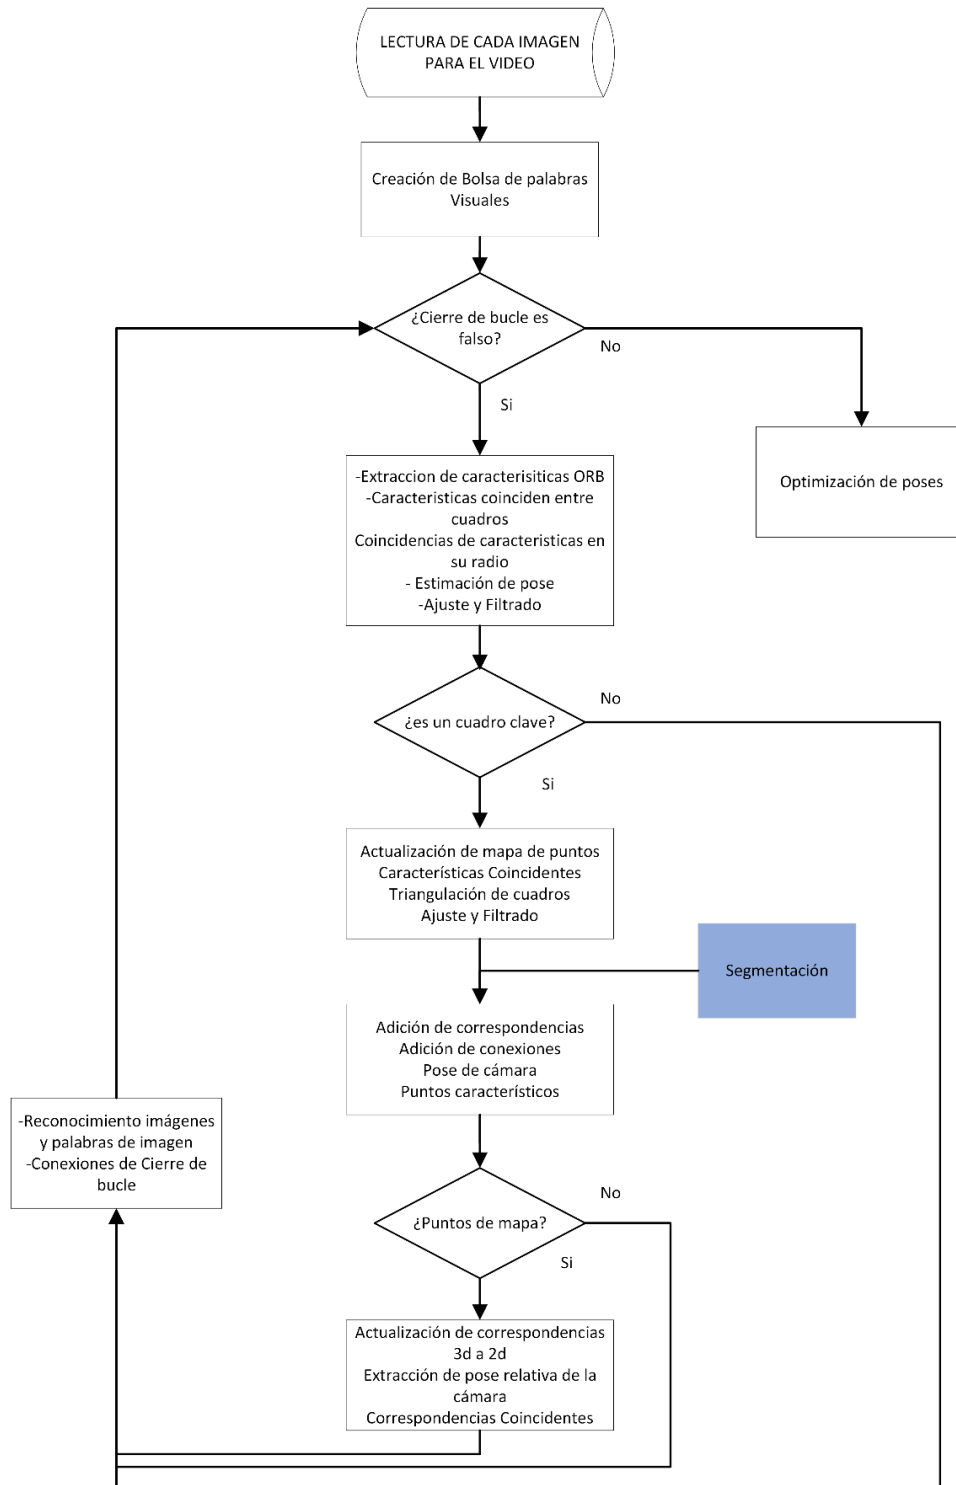 LECTURA DE CADA IMAGEN
PARA EL VIDEO
Creación de Bolsa de palabras
Visuales
¿Cierre de bucle es
falso?
No
Si
-Extraccion de caracterisiticas ORB
-Caracteristicas coinciden entre
cuadros
Coincidencias de caracteristicas en
su radio
- Estimación de pose
-Ajuste y Filtrado
Optimización de poses
¿es un cuadro clave?
No
Si
Actualización de mapa de puntos
Características Coincidentes
Triangulación de cuadros
Ajuste y Filtrado
Segmentación
Adición de correspondencias
Adición de conexiones
Pose de cámara
Puntos característicos
-Reconocimiento imágenes
y palabras de imagen
-Conexiones de Cierre de
bucle
¿Puntos de mapa?
No
Si
Actualización de correspondencias
3d a 2d
Extracción de pose relativa de la
cámara
Correspondencias Coincidentes